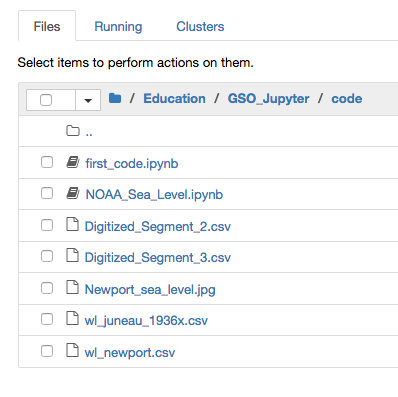 Files Running Clusters
Select items to perform actions on them.
/ Education / GSO_Jupyter / code
..
first_code.ipynb
NOAA_Sea_Level.ipynb
Digitized_Segment_2.csv
Digitized_Segment_3.csv
Newport_sea_level.jpg
wl_juneau_1936x.csv
wl_newport.csv